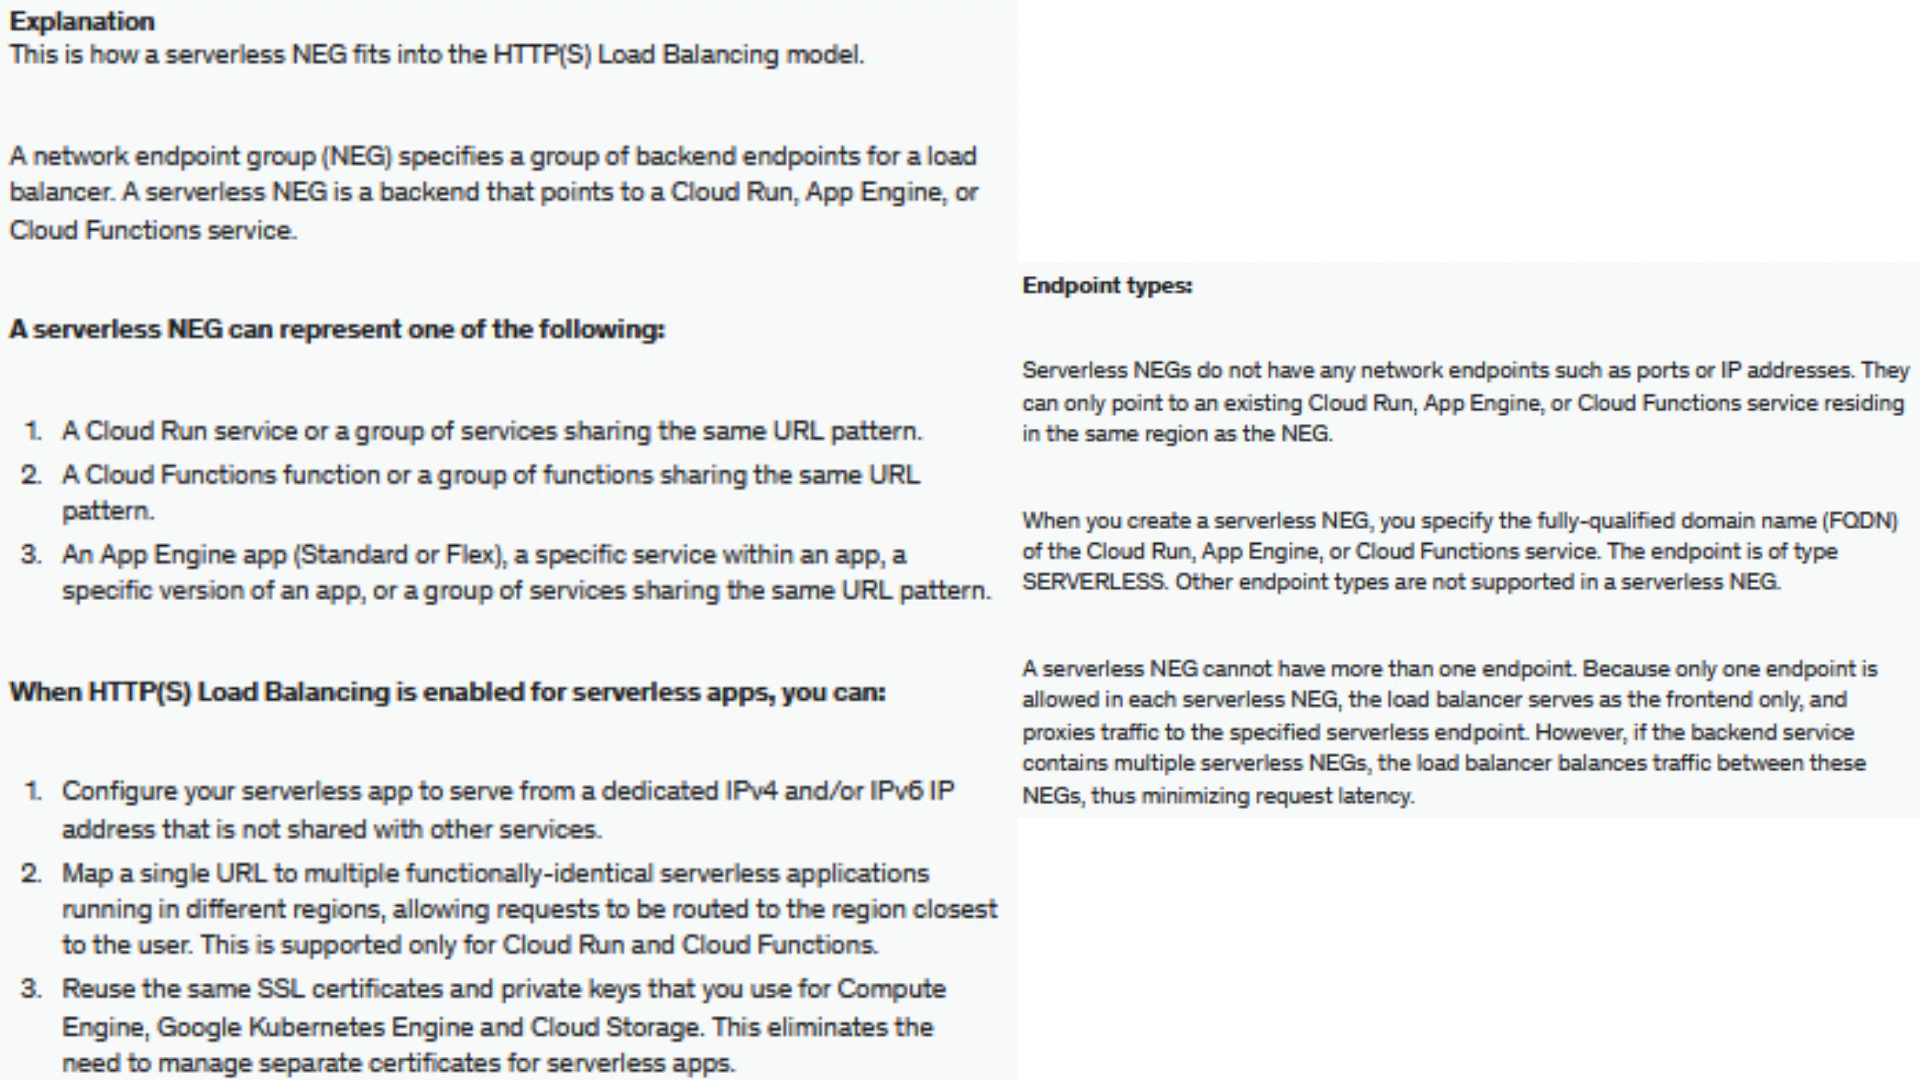 Explanation
This is how a serverless NEG fits into the HTTP(S) Load Balancing model.
A network endpoint group (NEG) specifies a group of backend endpoints for a load
balancer. A serverless NEG is a backend that points to a Cloud Run, App Engine, or
Cloud Functions service.
A serverless NEG can represent one of the following:
1. A Cloud Run service or a group of services sharing the same URL pattern.
2. A Cloud Functions function or a group of functions sharing the same URL
pattern.
3. An App Engine app (Standard or Flex), a specific service within an app, a
specific version of an app, or a group of services sharing the same URL pattern.
When HTTP(S) Load Balancing is enabled for serverless apps, you can:
1. Configure your serverless app to serve from a dedicated IPv4 and/or IPv6 IP
address that is not shared with other services.
2. Map a single URL to multiple functionally-identical serverless applications
running in different regions, allowing requests to be routed to the region closest
to the user. This is supported only for Cloud Run and Cloud Functions.
3. Reuse the same SSL certificates and private keys that you use for Compute
Engine, Google Kubernetes Engine and Cloud Storage. This eliminates the
need to manage separate certificates for serverless apps.
Endpoint types:
Serverless NEGs do not have any network endpoints such as ports or IP addresses. They
can only point to an existing Cloud Run, App Engine, or Cloud Functions service residing
in the same region as the NEG.
When you create a serverless NEG, you specify the fully-qualified domain name (FQDN)
of the Cloud Run, App Engine, or Cloud Functions service. The endpoint is of type
SERVERLESS. Other endpoint types are not supported in a serverless NEG.
A serverless NEG cannot have more than one endpoint. Because only one endpoint is
allowed in each serverless NEG, the load balancer serves as the frontend only, and
proxies traffic to the specified serverless endpoint. However, if the backend service
contains multiple serverless NEGs, the load balancer balances traffic between these
NEGs, thus minimizing request latency.